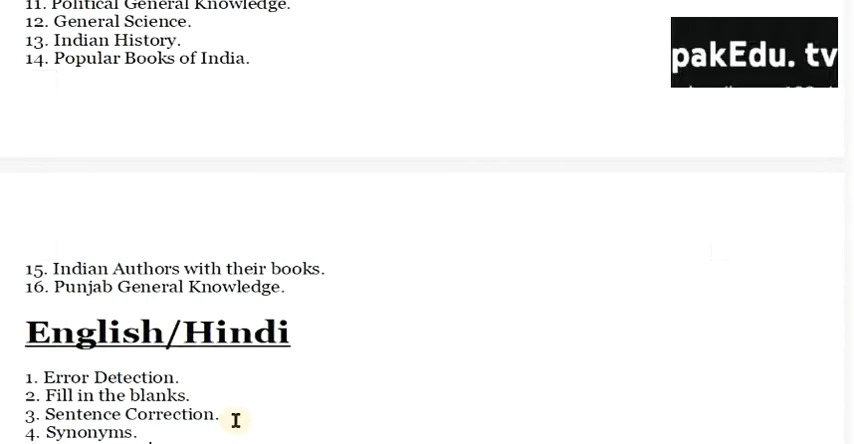 11. Political General Knowledge.
12. General Science.
13. Indian History.
14. Popular Books of India.
pakEdu. tv
15. Indian Authors with their books.
16. Punjab General Knowledge.
English/Hindi
1. Error Detection.
2. Fill in the blanks.
3. Sentence Correction.
4. Synonyms.